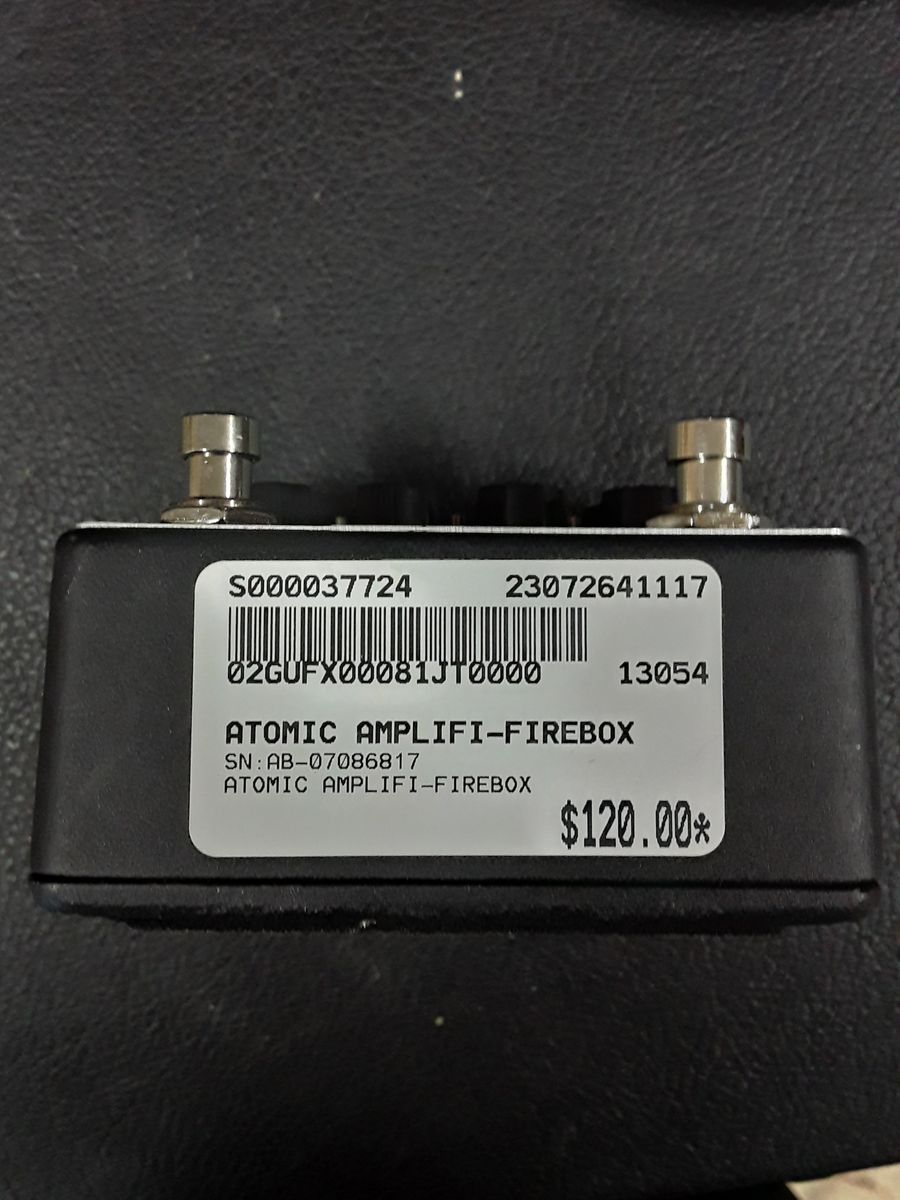 S000037724 23072641117
02GUFX00081JT0000 13054
ATOMIC AMPLIFI-FIREBOX
SN:AB-07086817
ATOMIC AMPLIFI-FIREBOX
$120.00*